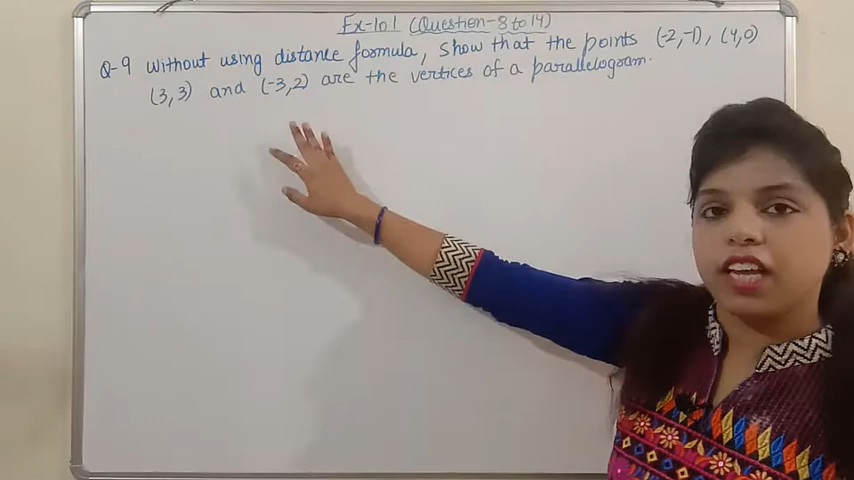 Ex-10.1 (Question-8 to 14)
Q-9 without using distance formula, show that the points (-2,-1), (4,0)
(3,3) and (-3,2) are the vertices of a parallelogram.